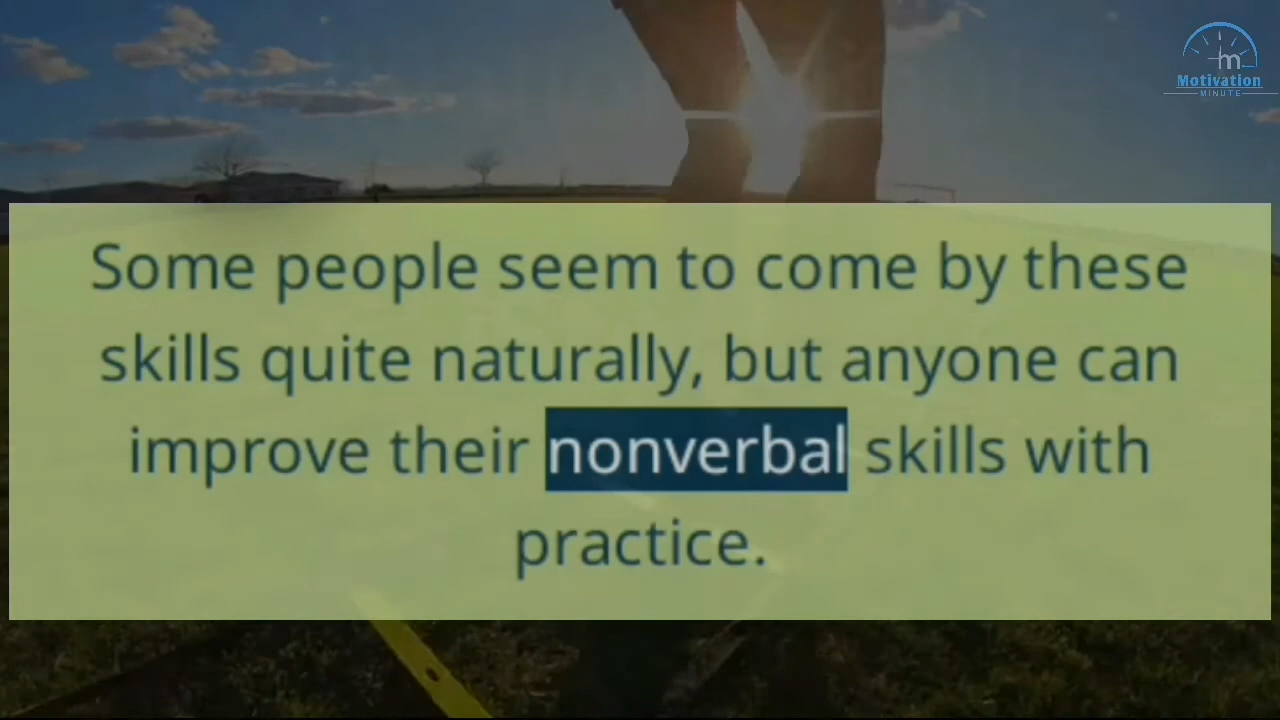 m
Motivation
MINUTE
Some people seem to come by these
skills quite naturally, but anyone can
improve their nonverbal skills with
practice.